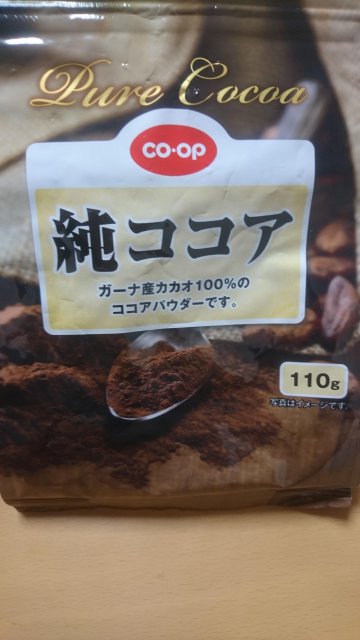 Pure Cocoa
CO·OP
純ココア
ガーナ産カカオ100%の
ココアパウダーです。
110g
写真はイメージです。